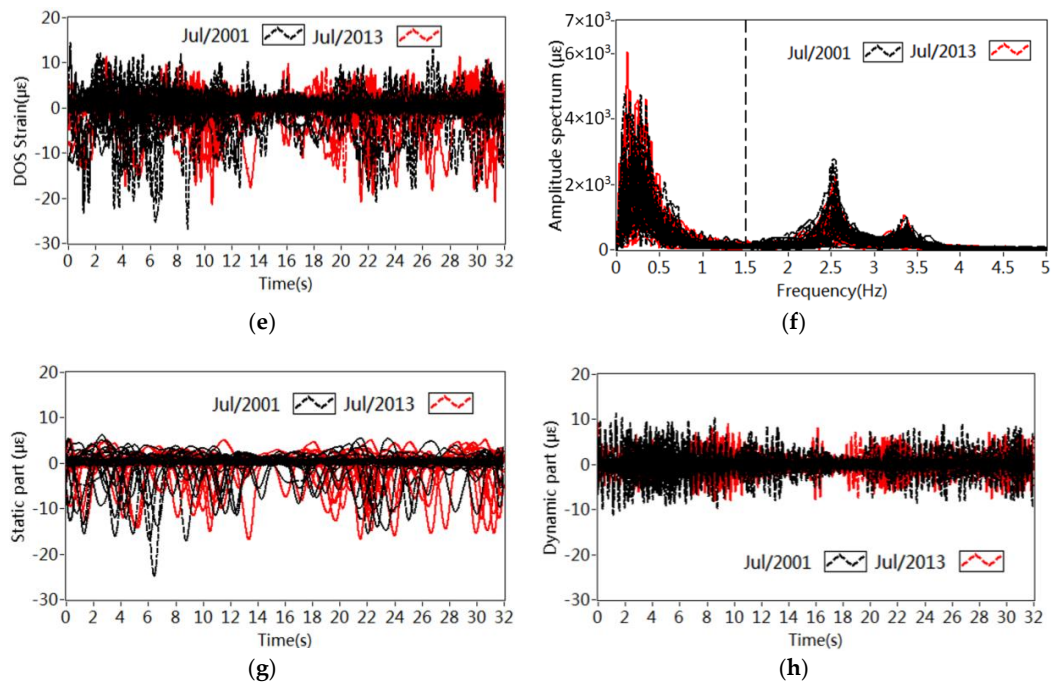 Jul/2001 Jul/2013
DOS Strain(με)
20
10
0
-10
-20
-30
0 2 4 6 8 10 12 14 16 18 20 22 24 26 28 30 32
Time(s)
(e)
Jul/2001 Jul/2013
Amplitude spectrum (με)
7×10³
6×10³
4×10³
2×10³
0
0 0.5 1 1.5 2 2.5 3 3.5 4 4.5 5
Frequency(Hz)
(f)
Jul/2001 Jul/2013
Static part (με)
20
10
0
-10
-20
-30
0 2 4 6 8 10 12 14 16 18 20 22 24 26 28 30 32
Time(s)
(g)
Dynamic part (με)
20
10
0
-10
-20
-30
Jul/2001 Jul/2013
0 2 4 6 8 10 12 14 16 18 20 22 24 26 28 30 32
Time(s)
(h)